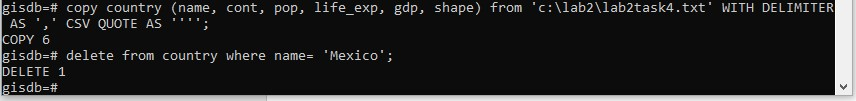 gisdb=# copy country (name, cont, pop, life_exp, gdp, shape) from 'c:\lab2\lab2task4.txt' WITH DELIMITER
 AS ',' CSV QUOTE AS '''';
COPY 6
gisdb=# delete from country where name= 'Mexico';
DELETE 1
gisdb=#